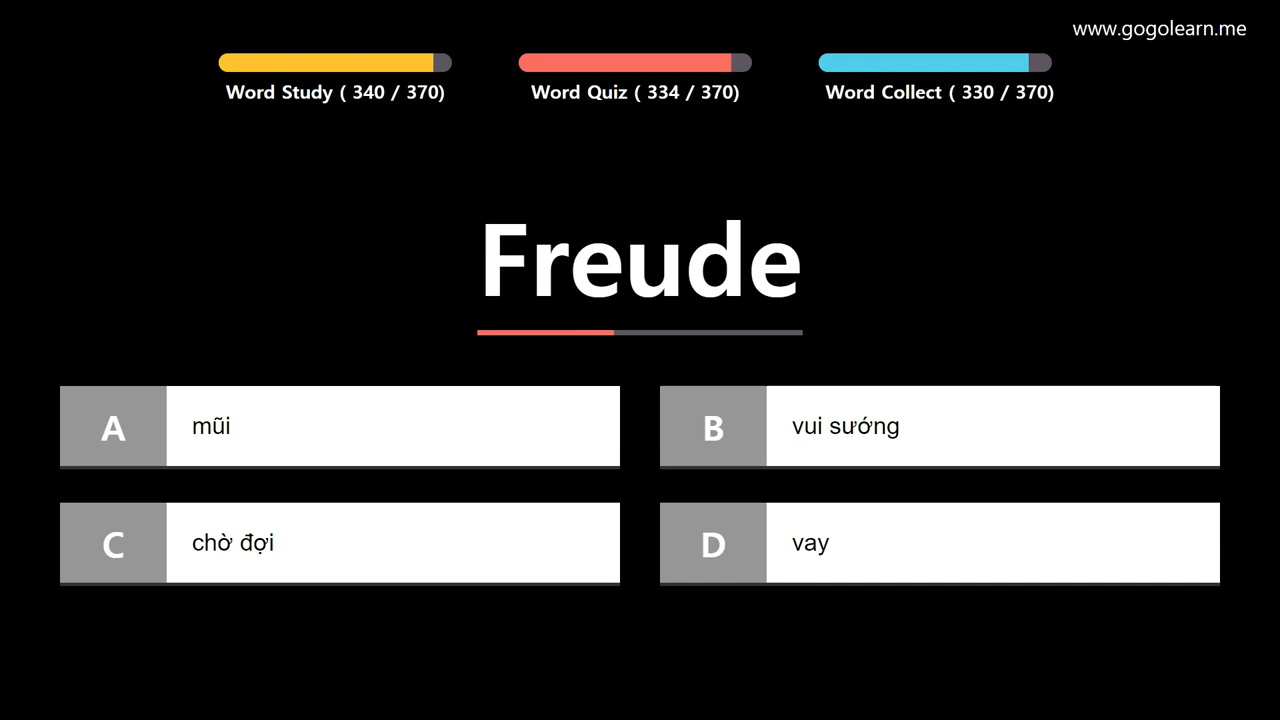 www.gogolearn.me
Word Study ( 340 / 370)
Word Quiz ( 334 / 370)
Word Collect ( 330 / 370)
Freude
A mũi
B vui sướng
C chờ đợi
D vay